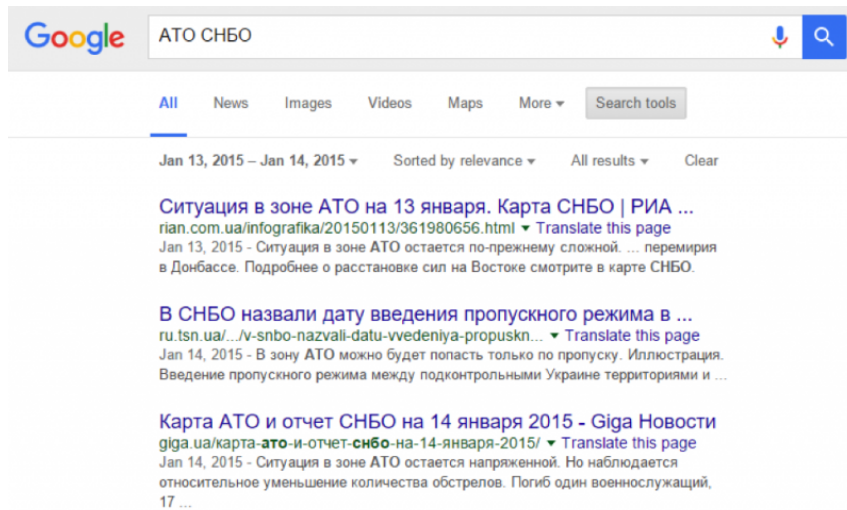 Google
АТО СНБО
All News Images Videos Maps More Search tools
Jan 13, 2015 – Jan 14, 2015 Sorted by relevance All results Clear
Ситуация в зоне АТО на 13 января. Карта СНБО | РИА ...
rian.com.ua/infografika/20150113/361980656.html Translate this page
Jan 13, 2015 - Ситуация в зоне АТО остается по-прежнему сложной. ... перемирия
в Донбассе. Подробнее о расстановке сил на Востоке смотрите в карте СНБО.
В СНБО назвали дату введения пропускного режима в ...
ru.tsn.ua/.../v-snbo-nazvali-datu-vvedeniya-propuskn... Translate this page
Jan 14, 2015 - В зону АТО можно будет попасть только по пропуску. Иллюстрация.
Введение пропускного режима между подконтрольными Украине территориями и ...
Карта АТО и отчет СНБО на 14 января 2015 - Giga Новости
giga.ua/карта-ато-и-отчет-снбо-на-14-января-2015/ Translate this page
Jan 14, 2015 - Ситуация в зоне АТО остается напряженной. Но наблюдается
относительное уменьшение количества обстрелов. Погиб один военнослужащий,
17 ...